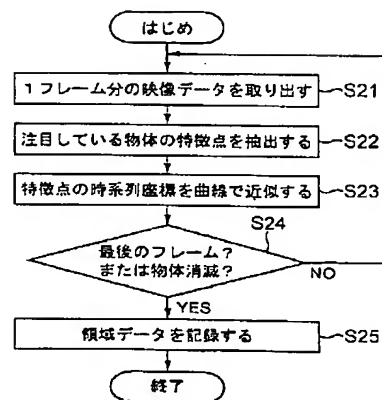 はじめ
1フレーム分の映像データを取り出す
S21
注目している物体の特徴点を抽出する
S22
特徴点の時系列座標を曲線で近似する
S23
S24
最後のフレーム?
または物体消滅?
NO
YES
領域データを記録する
S25
終了